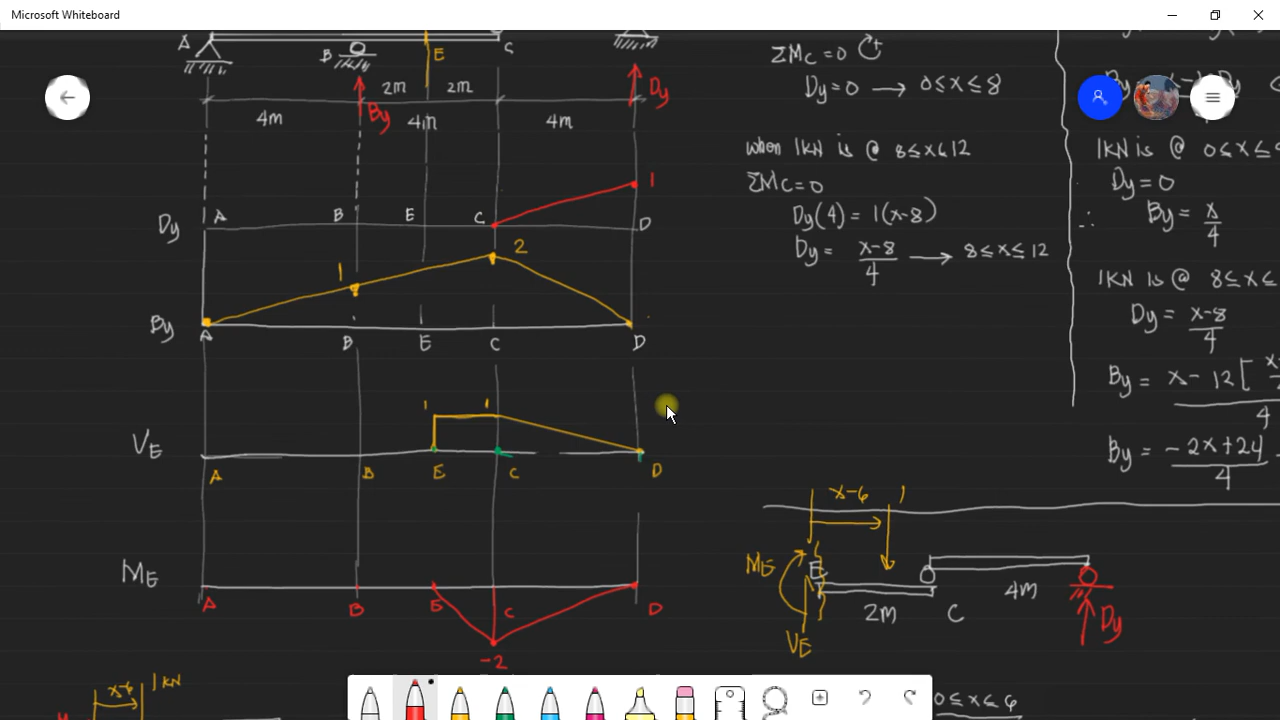 Microsoft Whiteboard
A B E C
2m 2m
By Dy
4m 4m 4m
1
Dy A B E C D
1 2
By A B E C D
1 1
VE A B E C D
ME A B E C D
-2
x-6 1KN
ΣMc=0
Dy=0 → 0≤x≤8
when 1KN is @ 8≤x≤12
ΣMc=0
Dy(4) = 1(x-8)
Dy = x-8/4 → 8≤x≤12
1KN is @ 0≤x≤
Dy=0
∴ By = x/4
1KN is @ 8≤x≤
Dy = x-8/4
By = x-12[
4
By = -2x+24/4
x-6 1
ME E
2m C 4m
VE Dy
0≤x≤6